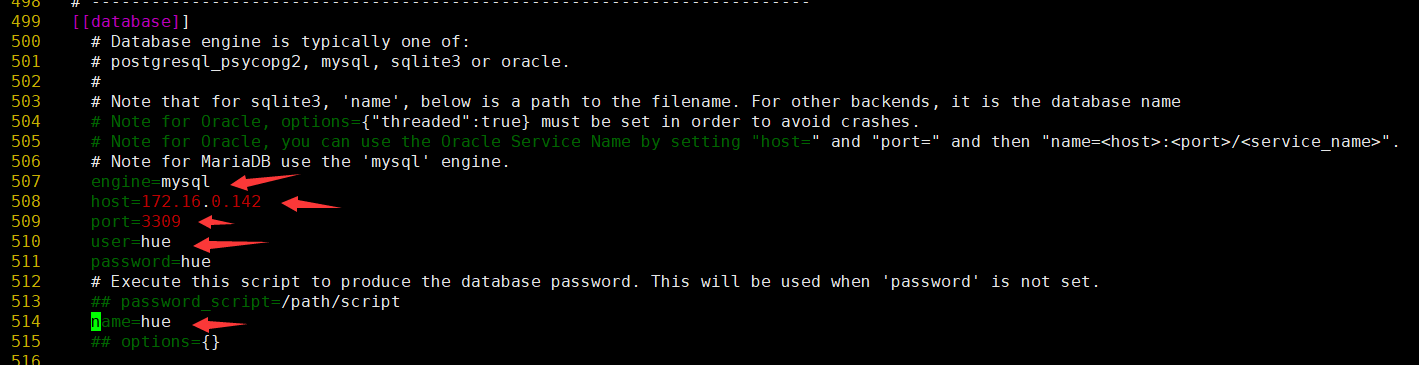 498 # ------------------------------------------------------------------------
499 [[database]]
500 # Database engine is typically one of:
501 # postgresql_psycopg2, mysql, sqlite3 or oracle.
502 #
503 # Note that for sqlite3, 'name', below is a path to the filename. For other backends, it is the database name
504 # Note for Oracle, options={"threaded":true} must be set in order to avoid crashes.
505 # Note for Oracle, you can use the Oracle Service Name by setting "host=" and "port=" and then "name=<host>:<port>/<service_name>".
506 # Note for MariaDB use the 'mysql' engine.
507 engine=mysql
508 host=172.16.0.142
509 port=3309
510 user=hue
511 password=hue
512 # Execute this script to produce the database password. This will be used when 'password' is not set.
513 ## password_script=/path/script
514 name=hue
515 ## options={}
516